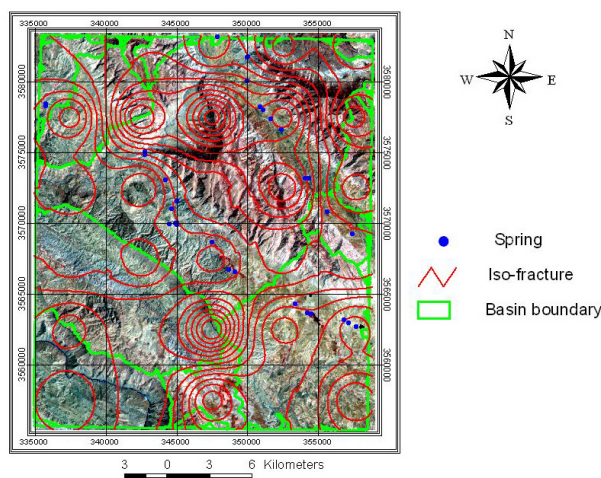 335000 340000 345000 350000 355000
N
W E
S
3580000 3580000
3575000 3575000
3570000 3570000
3565000 3565000
3560000 3560000
335000 340000 345000 350000 355000
Spring
Iso-fracture
Basin boundary
3 0 3 6 Kilometers